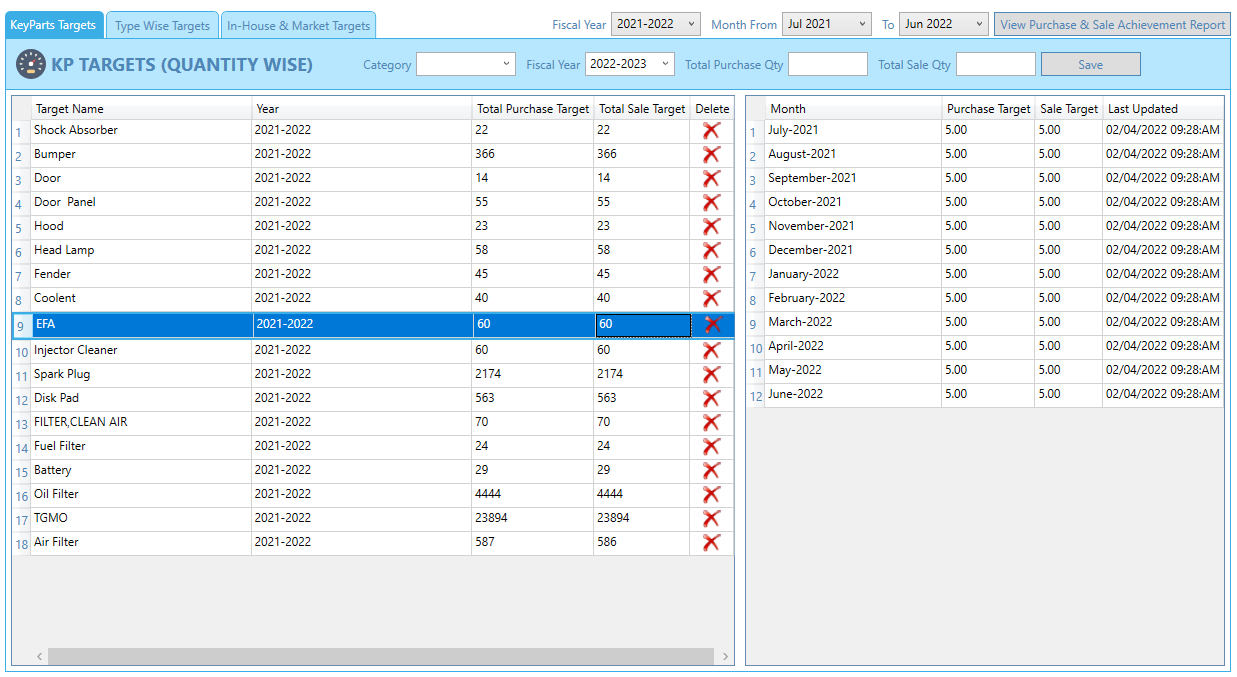 KeyParts Targets Type Wise Targets In-House & Market Targets Fiscal Year 2021-2022 Month From Jul 2021 To Jun 2022 View Purchase & Sale Achievement Report
KP TARGETS (QUANTITY WISE) Category Fiscal Year 2022-2023 Total Purchase Qty Total Sale Qty Save
Target Name Year Total Purchase Target Total Sale Target Delete
1 Shock Absorber 2021-2022 22 22
2 Bumper 2021-2022 366 366
3 Door 2021-2022 14 14
4 Door  Panel 2021-2022 55 55
5 Hood 2021-2022 23 23
6 Head Lamp 2021-2022 58 58
7 Fender 2021-2022 45 45
8 Coolent 2021-2022 40 40
9 EFA 2021-2022 60 60
10 Injector Cleaner 2021-2022 60 60
11 Spark Plug 2021-2022 2174 2174
12 Disk Pad 2021-2022 563 563
13 FILTER,CLEAN AIR 2021-2022 70 70
14 Fuel Filter 2021-2022 24 24
15 Battery 2021-2022 29 29
16 Oil Filter 2021-2022 4444 4444
17 TGMO 2021-2022 23894 23894
18 Air Filter 2021-2022 587 586
Month Purchase Target Sale Target Last Updated
1 July-2021 5.00 5.00 02/04/2022 09:28:AM
2 August-2021 5.00 5.00 02/04/2022 09:28:AM
3 September-2021 5.00 5.00 02/04/2022 09:28:AM
4 October-2021 5.00 5.00 02/04/2022 09:28:AM
5 November-2021 5.00 5.00 02/04/2022 09:28:AM
6 December-2021 5.00 5.00 02/04/2022 09:28:AM
7 January-2022 5.00 5.00 02/04/2022 09:28:AM
8 February-2022 5.00 5.00 02/04/2022 09:28:AM
9 March-2022 5.00 5.00 02/04/2022 09:28:AM
10 April-2022 5.00 5.00 02/04/2022 09:28:AM
11 May-2022 5.00 5.00 02/04/2022 09:28:AM
12 June-2022 5.00 5.00 02/04/2022 09:28:AM